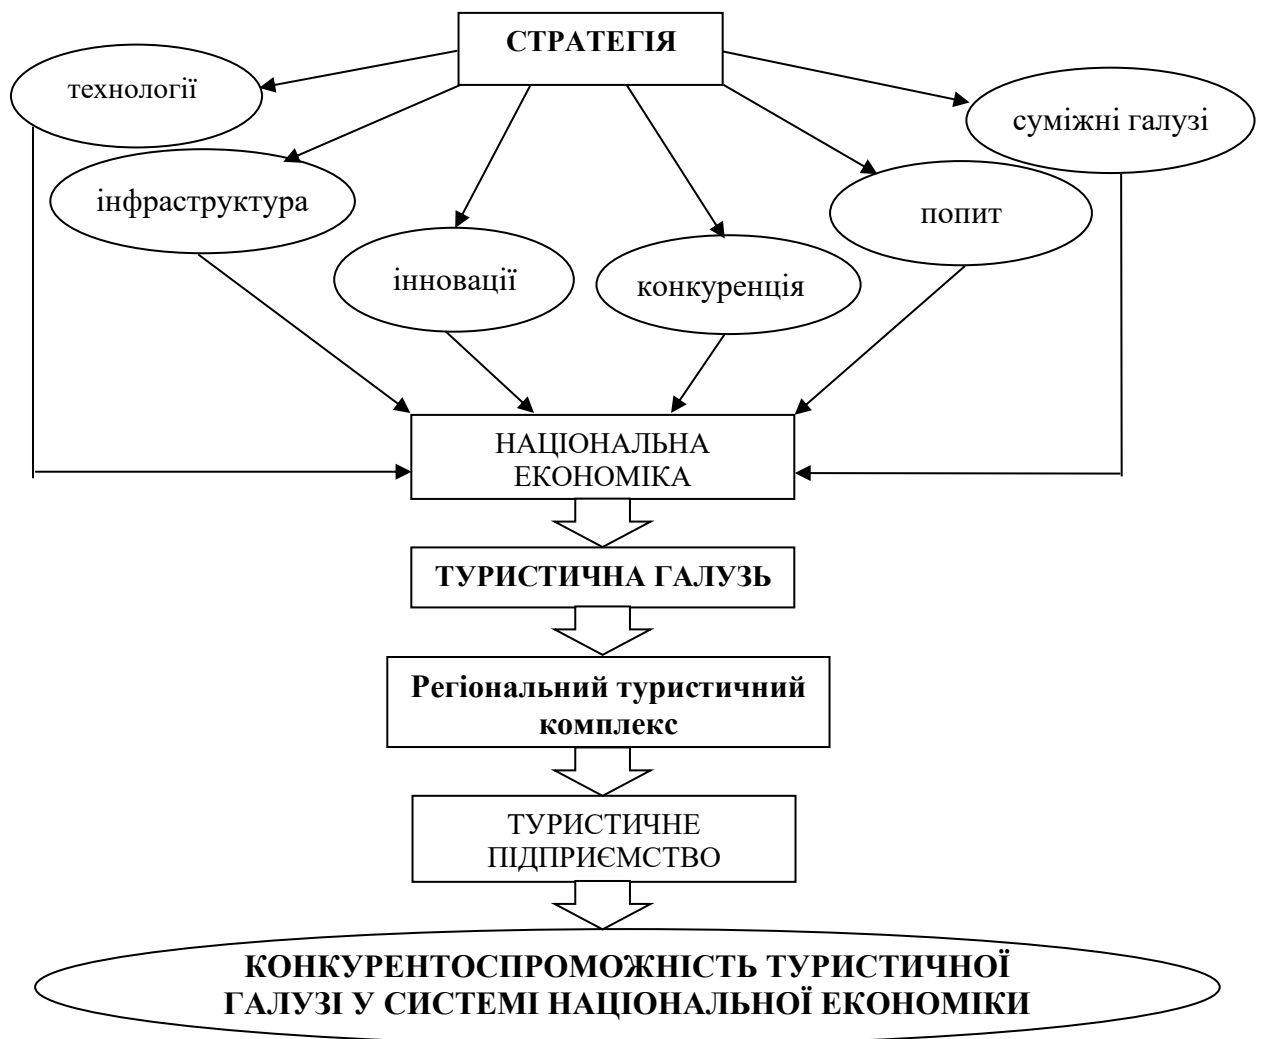 СТРАТЕГІЯ
технології
суміжні галузі
інфраструктура
попит
інновації
конкуренція
НАЦІОНАЛЬНА
ЕКОНОМІКА
ТУРИСТИЧНА ГАЛУЗЬ
Регіональний туристичний
комплекс
ТУРИСТИЧНЕ
ПІДПРИЄМСТВО
КОНКУРЕНТОСПРОМОЖНІСТЬ ТУРИСТИЧНОЇ
ГАЛУЗІ У СИСТЕМІ НАЦІОНАЛЬНОЇ ЕКОНОМІКИ